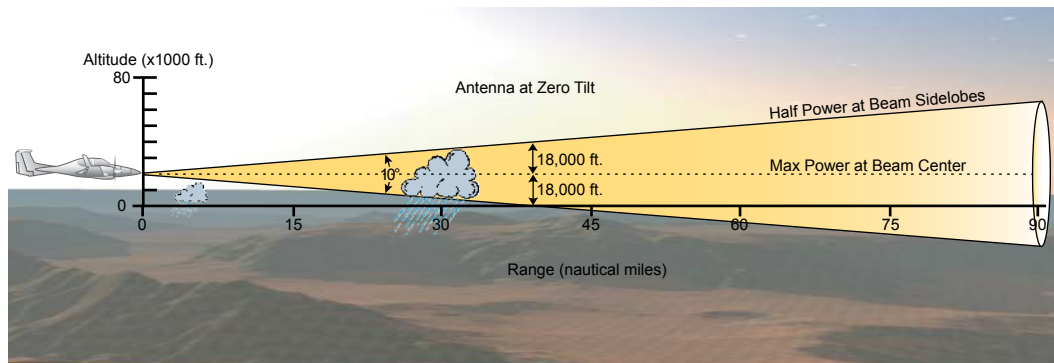 Altitude (x1000 ft.)
80
Antenna at Zero Tilt
Half Power at Beam Sidelobes
18,000 ft.
10°
Max Power at Beam Center
18,000 ft.
0
0 15 30 45 60 75 90
Range (nautical miles)